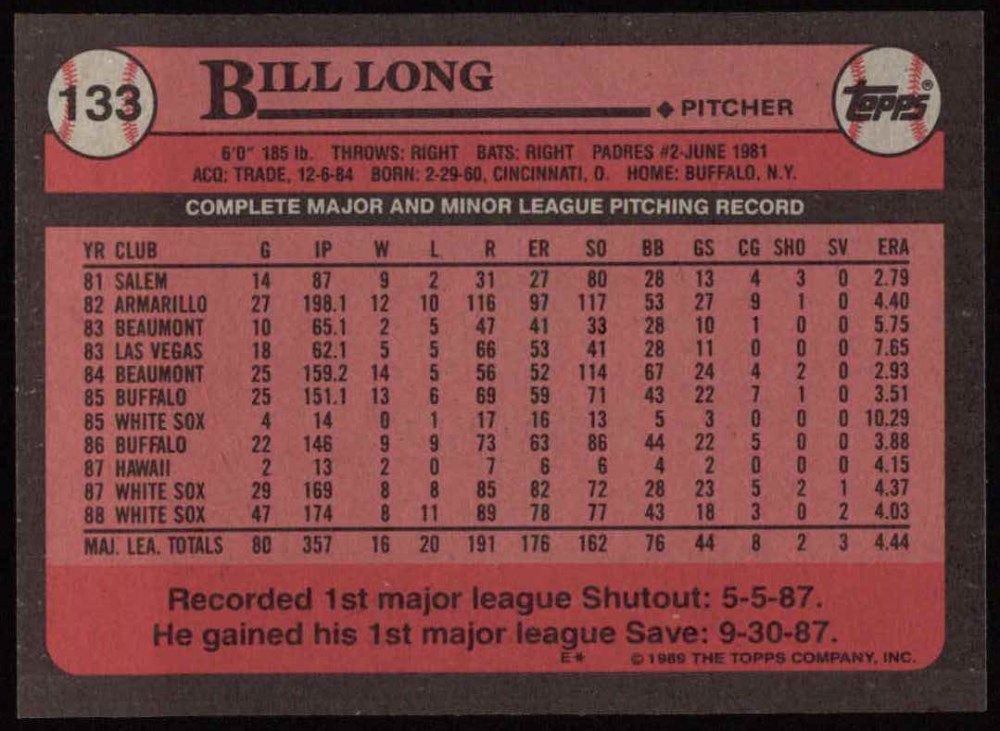 133
BILL LONG
◆ PITCHER
Topps®
6'0" 185 lb. THROWS: RIGHT BATS: RIGHT PADRES #2-JUNE 1981
ACQ: TRADE, 12-6-84 BORN: 2-29-60, CINCINNATI, O. HOME: BUFFALO, N.Y.
COMPLETE MAJOR AND MINOR LEAGUE PITCHING RECORD
YR CLUB G IP W L R ER SO BB GS CG SHO SV ERA
81 SALEM 14 87 9 2 31 27 80 28 13 4 3 0 2.79
82 ARMARILLO 27 198.1 12 10 116 97 117 53 27 9 1 0 4.40
83 BEAUMONT 10 65.1 2 5 47 41 33 28 10 1 0 0 5.75
83 LAS VEGAS 18 62.1 5 5 66 53 41 28 11 0 0 0 7.65
84 BEAUMONT 25 159.2 14 5 56 52 114 67 24 4 2 0 2.93
85 BUFFALO 25 151.1 13 6 69 59 71 43 22 7 1 0 3.51
85 WHITE SOX 4 14 0 1 17 16 13 5 3 0 0 0 10.29
86 BUFFALO 22 146 9 9 73 63 86 44 22 5 0 0 3.88
87 HAWAII 2 13 2 0 7 6 6 4 2 0 0 0 4.15
87 WHITE SOX 29 169 8 8 85 82 72 28 23 5 2 1 4.37
88 WHITE SOX 47 174 8 11 89 78 77 43 18 3 0 2 4.03
MAJ. LEA. TOTALS 80 357 16 20 191 176 162 76 44 8 2 3 4.44
Recorded 1st major league Shutout: 5-5-87.
He gained his 1st major league Save: 9-30-87.
E* © 1989 THE TOPPS COMPANY, INC.